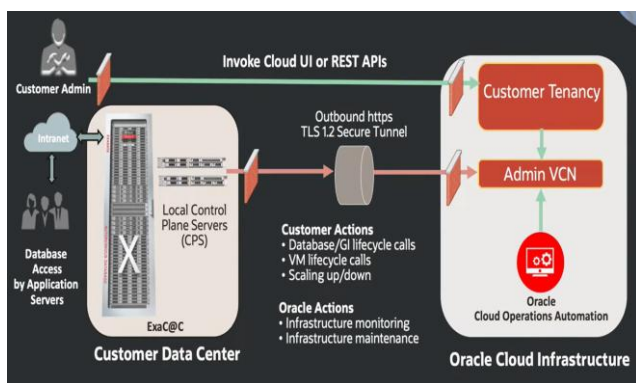 Invoke Cloud UI or REST APIs
Customer Admin
Customer Tenancy
Intranet
Outbound https
TLS 1.2 Secure Tunnel
Admin VCN
Local Control
Plane Servers
(CPS)
Database
Access
by Application
Servers
X
ExaC@C
Customer Data Center
Customer Actions
• Database/GI lifecycle calls
• VM lifecycle calls
• Scaling up/down
Oracle Actions
• Infrastructure monitoring
• Infrastructure maintenance
Oracle
Cloud Operations Automation
Oracle Cloud Infrastructure